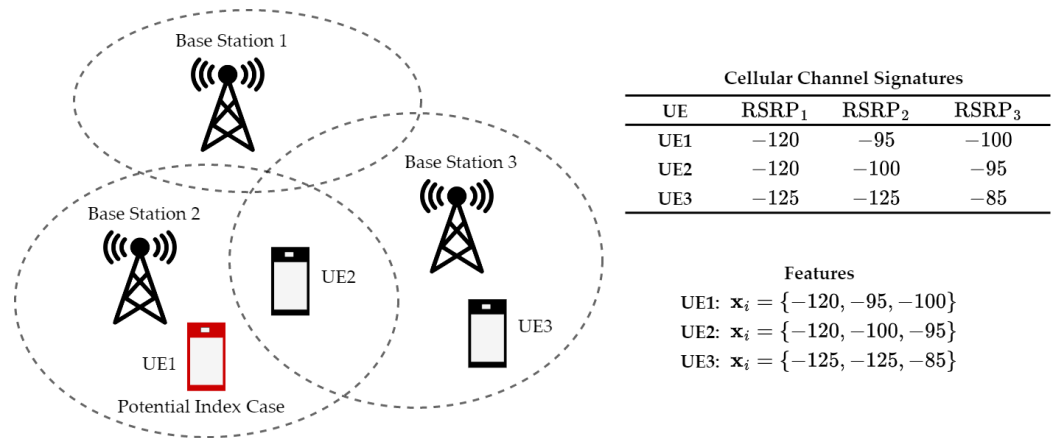 Base Station 1
Base Station 3
Base Station 2
UE2
UE3
UE1
Potential Index Case
Cellular Channel Signatures
UE RSRP₁ RSRP₂ RSRP₃
UE1 −120 −95 −100
UE2 −120 −100 −95
UE3 −125 −125 −85
Features
UE1: xᵢ = {−120, −95, −100}
UE2: xᵢ = {−120, −100, −95}
UE3: xᵢ = {−125, −125, −85}